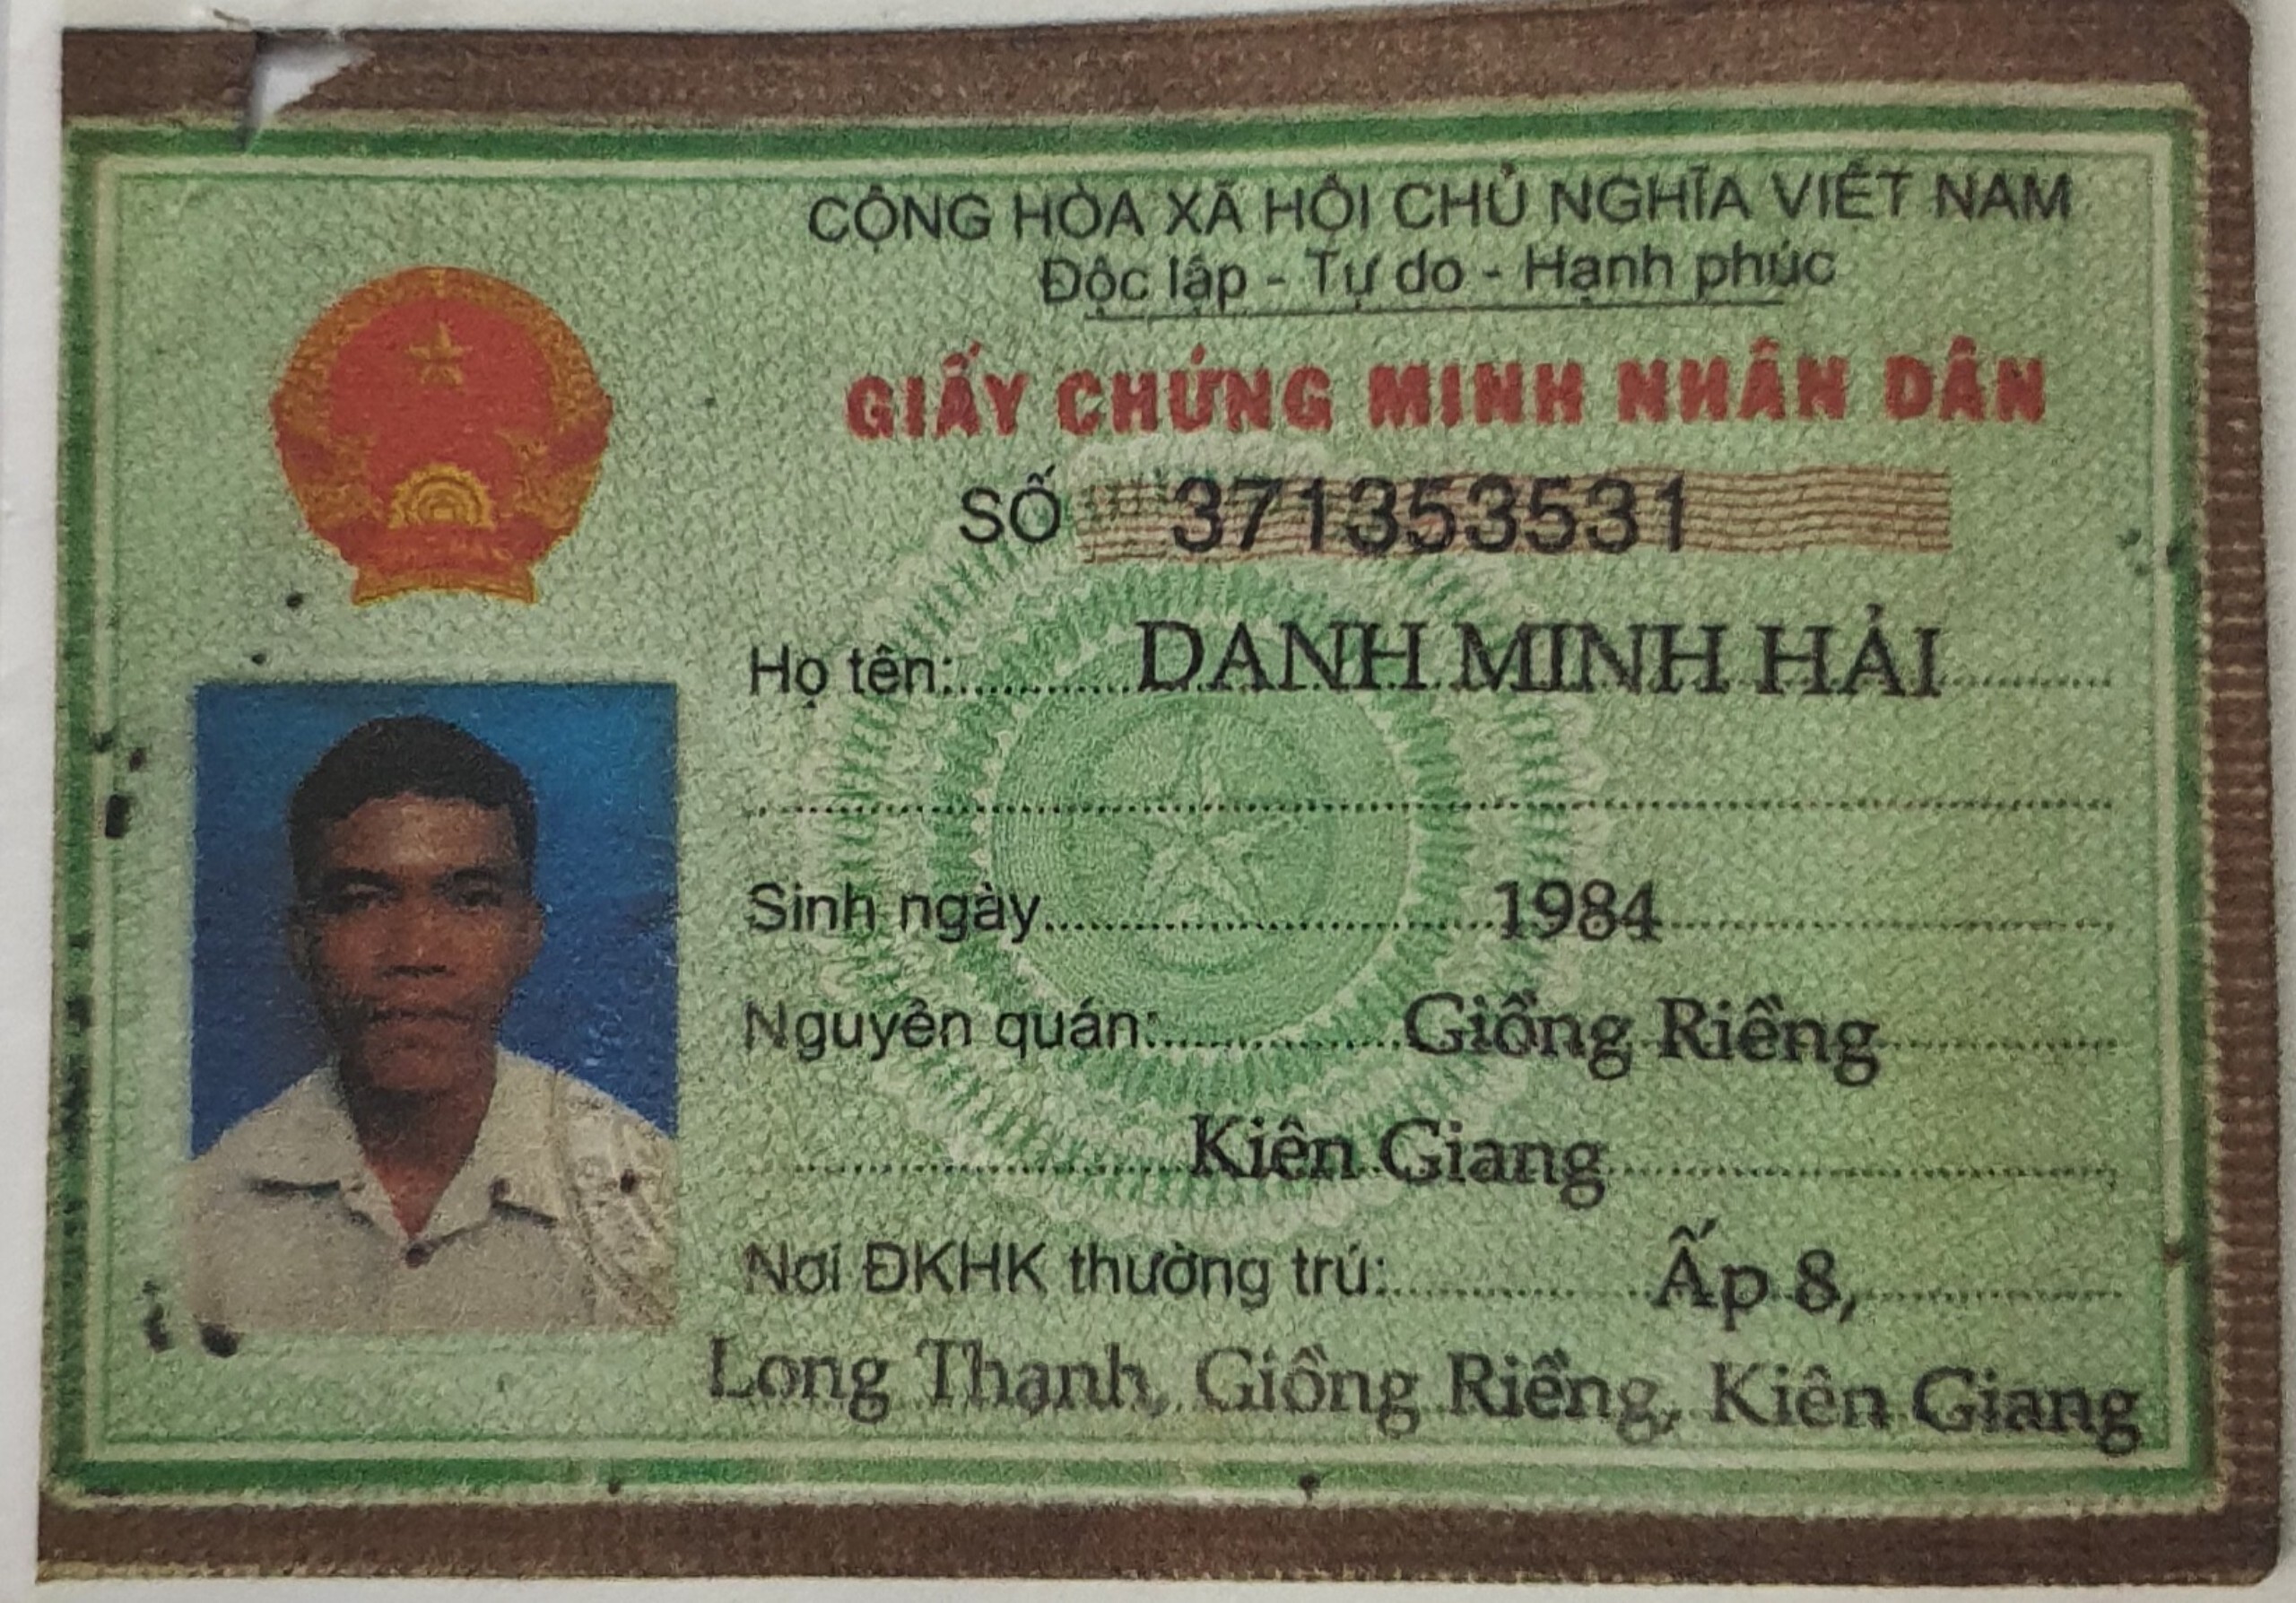 CỘNG HÒA XÃ HỘI CHỦ NGHĨA VIỆT NAM
Độc lập - Tự do - Hạnh phúc
GIẤY CHỨNG MINH NHÂN DÂN
SỐ 371353531
Họ tên: DANH MINH HẢI
Sinh ngày 1984
Nguyên quán: Giồng Riềng
Kiên Giang
Nơi ĐKHK thường trú: Ấp 8,
Long Thạnh, Giồng Riềng, Kiên Giang